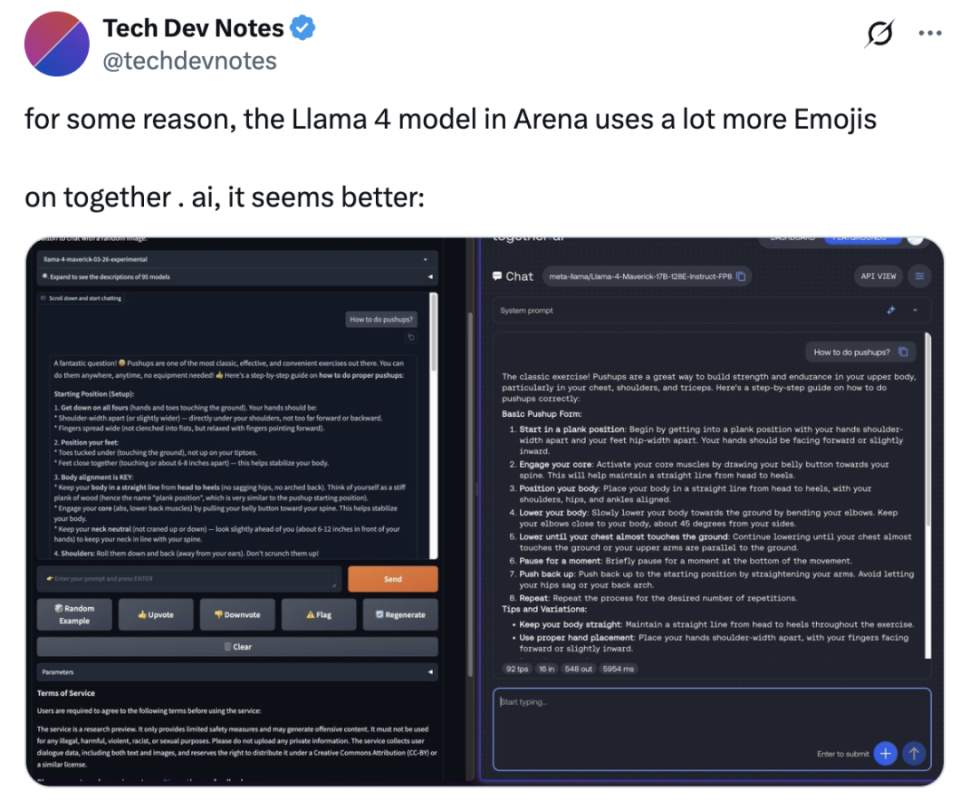 Tech Dev Notes
@techdevnotes
for some reason, the Llama 4 model in Arena uses a lot more Emojis
on together . ai, it seems better:
llama-4-maverick-03-26-experimental
Expand to see the descriptions of 95 models
Scroll down and start chatting
How to do pushups?
A fantastic question! 😊 Pushups are one of the most classic, effective, and convenient exercises out there. You can
do them anywhere, anytime, no equipment needed! 👍 Here's a step-by-step guide on how to do proper pushups:
Starting Position (Setup):
1. Get down on all fours (hands and toes touching the ground). Your hands should be:
* Shoulder-width apart (or slightly wider) — directly under your shoulders, not too far forward or backward.
* Fingers spread wide (not clenched into fists, but relaxed with fingers pointing forward).
2. Position your feet:
* Toes tucked under (touching the ground), not up on your tiptoes.
* Feet close together (touching or about 6-8 inches apart) — this helps stabilize your body.
3. Body alignment is KEY:
* Keep your body in a straight line from head to heels (no sagging hips, no arched back). Think of yourself as a stiff
plank of wood (hence the name "plank position", which is very similar to the pushup starting position).
* Engage your core (abs, lower back muscles) by pulling your belly button toward your spine. This helps stabilize
your body.
* Keep your neck neutral (not craned up or down) — look slightly ahead of you (about 6-12 inches in front of your
hands) to keep your neck in line with your spine.
4. Shoulders: Roll them down and back (away from your ears). Don't scrunch them up!
👉 Enter your prompt and press ENTER
Send
🎲 Random
Example
👍 Upvote
👎 Downvote
⚠️ Flag
🔄 Regenerate
🗑️ Clear
Parameters
Terms of Service
Users are required to agree to the following terms before using the service:
The service is a research preview. It only provides limited safety measures and may generate offensive content. It must not be used
for any illegal, harmful, violent, racist, or sexual purposes. Please do not upload any private information. The service collects user
dialogue data, including both text and images, and reserves the right to distribute it under a Creative Commons Attribution (CC-BY) or
a similar license.
together.ai
DASHBOARD
PLAYGROUNDS
Chat
meta-llama/Llama-4-Maverick-17B-128E-Instruct-FP8
API VIEW
System prompt
How to do pushups?
The classic exercise! Pushups are a great way to build strength and endurance in your upper body,
particularly in your chest, shoulders, and triceps. Here's a step-by-step guide on how to do
pushups correctly:
Basic Pushup Form:
1. Start in a plank position: Begin by getting into a plank position with your hands shoulder-
width apart and your feet hip-width apart. Your hands should be facing forward or slightly
inward.
2. Engage your core: Activate your core muscles by drawing your belly button towards your
spine. This will help maintain a straight line from head to heels.
3. Position your body: Place your body in a straight line from head to heels, with your
shoulders, hips, and ankles aligned.
4. Lower your body: Slowly lower your body towards the ground by bending your elbows. Keep
your elbows close to your body, about 45 degrees from your sides.
5. Lower until your chest almost touches the ground: Continue lowering until your chest almost
touches the ground or your upper arms are parallel to the ground.
6. Pause for a moment: Briefly pause for a moment at the bottom of the movement.
7. Push back up: Push back up to the starting position by straightening your arms. Avoid letting
your hips sag or your back arch.
8. Repeat: Repeat the process for the desired number of repetitions.
Tips and Variations:
• Keep your body straight: Maintain a straight line from head to heels throughout the exercise.
• Use proper hand placement: Place your hands shoulder-width apart, with your fingers facing
forward or slightly inward.
92 tps
16 in
548 out
5954 ms
Start typing...
Enter to submit